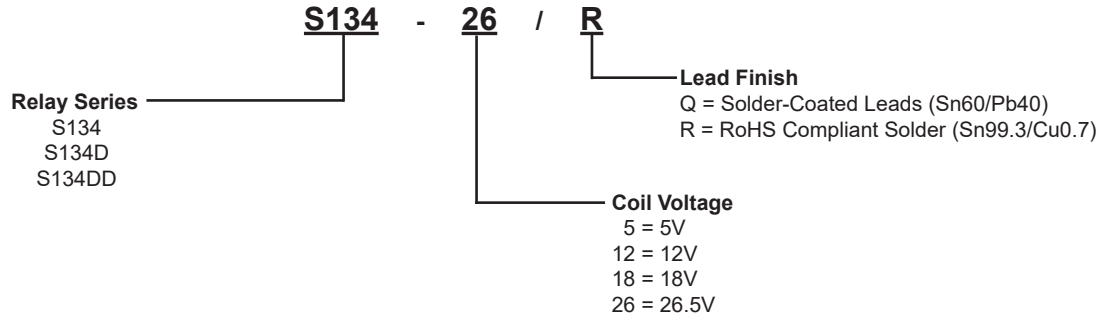 S134 - 26 / R
Lead Finish
Q = Solder-Coated Leads (Sn60/Pb40)
R = RoHS Compliant Solder (Sn99.3/Cu0.7)
Relay Series
S134
S134D
S134DD
Coil Voltage
5 = 5V
12 = 12V
18 = 18V
26 = 26.5V